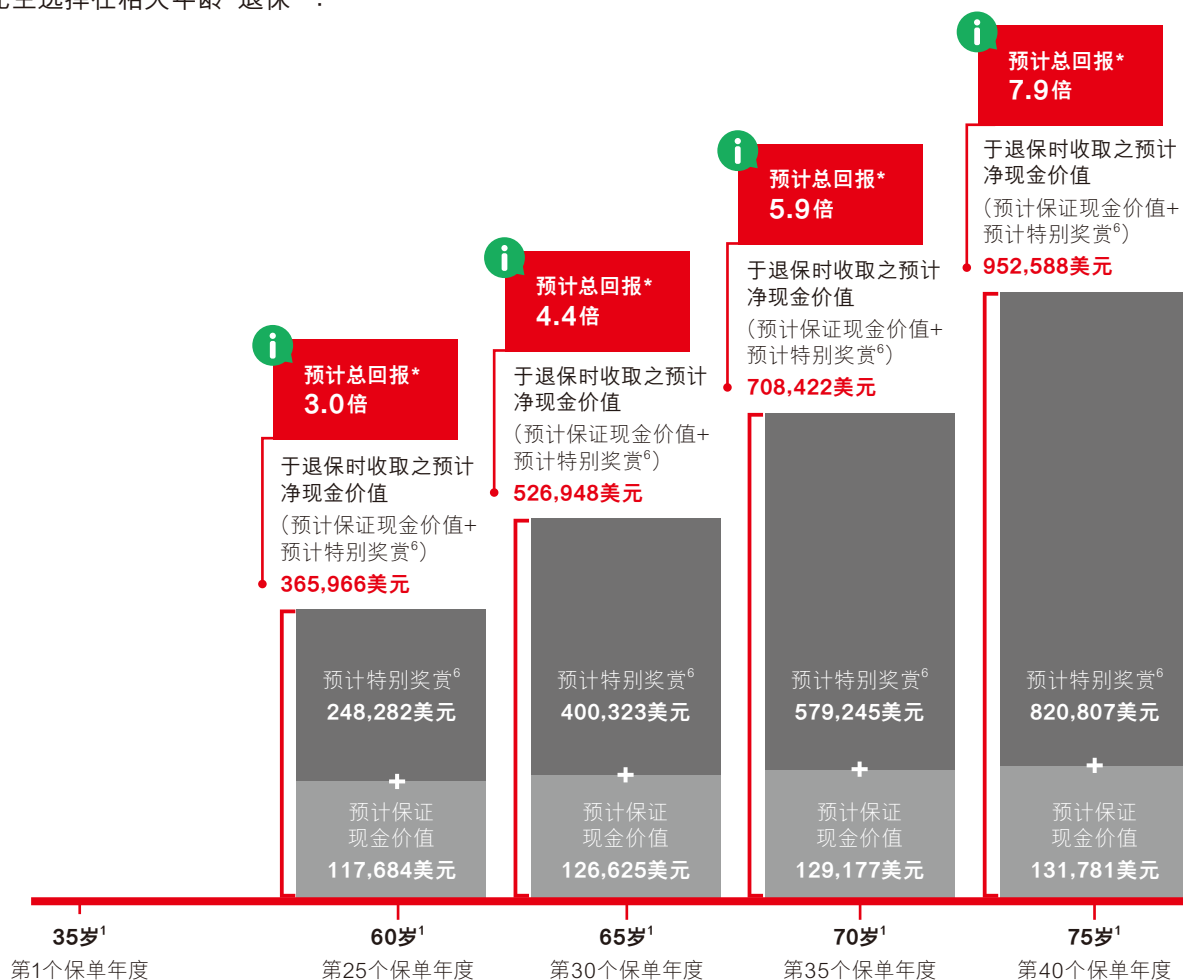 预计总回报*
7.9倍
于退保时收取之预计
净现金价值
（预计保证现金价值+
预计特别奖赏6）
952,588美元
预计总回报*
5.9倍
于退保时收取之预计
净现金价值
（预计保证现金价值+
预计特别奖赏6）
708,422美元
预计总回报*
4.4倍
于退保时收取之预计
净现金价值
（预计保证现金价值+
预计特别奖赏6）
526,948美元
预计总回报*
3.0倍
于退保时收取之预计
净现金价值
（预计保证现金价值+
预计特别奖赏6）
365,966美元
预计特别奖赏6
248,282美元
+
预计保证
现金价值
117,684美元
预计特别奖赏6
400,323美元
+
预计保证
现金价值
126,625美元
预计特别奖赏6
579,245美元
+
预计保证
现金价值
129,177美元
预计特别奖赏6
820,807美元
+
预计保证
现金价值
131,781美元
35岁1
第1个保单年度
60岁1
第25个保单年度
65岁1
第30个保单年度
70岁1
第35个保单年度
75岁1
第40个保单年度